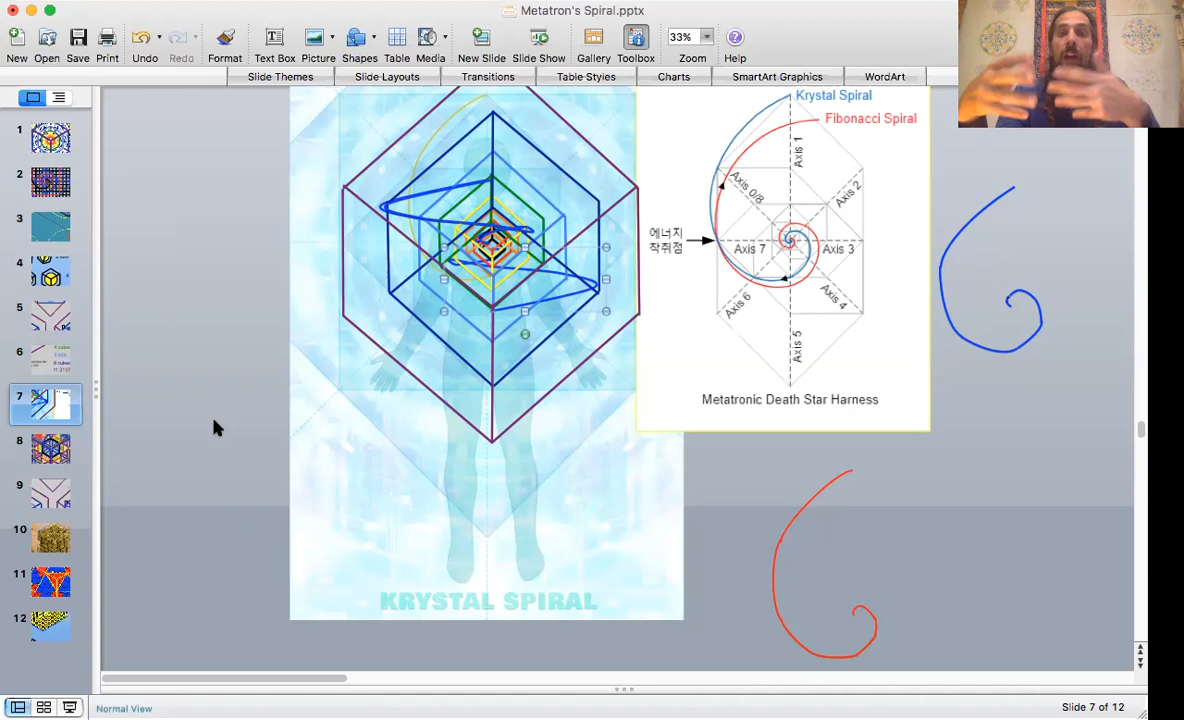 Metatron's Spiral.pptx
New Open Save Print Undo Redo Format Text Box Picture Shapes Table Media New Slide Slide Show Gallery Toolbox Zoom Help
33%
Slide Themes Slide Layouts Transitions Table Styles Charts SmartArt Graphics WordArt
1
2
3
4
5
6
7
8
9
10
11
12
Krystal Spiral
Fibonacci Spiral
Axis 1
Axis 0/8
Axis 2
에너지
착취점
Axis 7
Axis 3
Axis 6
Axis 4
Axis 5
Metatronic Death Star Harness
KRYSTAL SPIRAL
Normal View
Slide 7 of 12